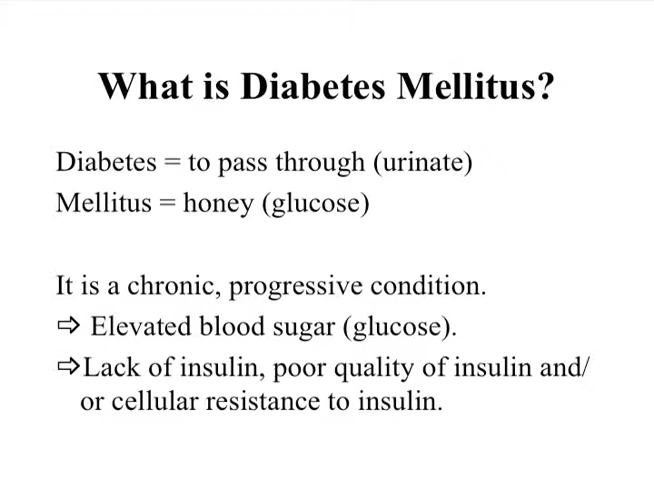 What is Diabetes Mellitus?
Diabetes = to pass through (urinate)
Mellitus = honey (glucose)
It is a chronic, progressive condition.
⇨ Elevated blood sugar (glucose).
⇨Lack of insulin, poor quality of insulin and/
or cellular resistance to insulin.